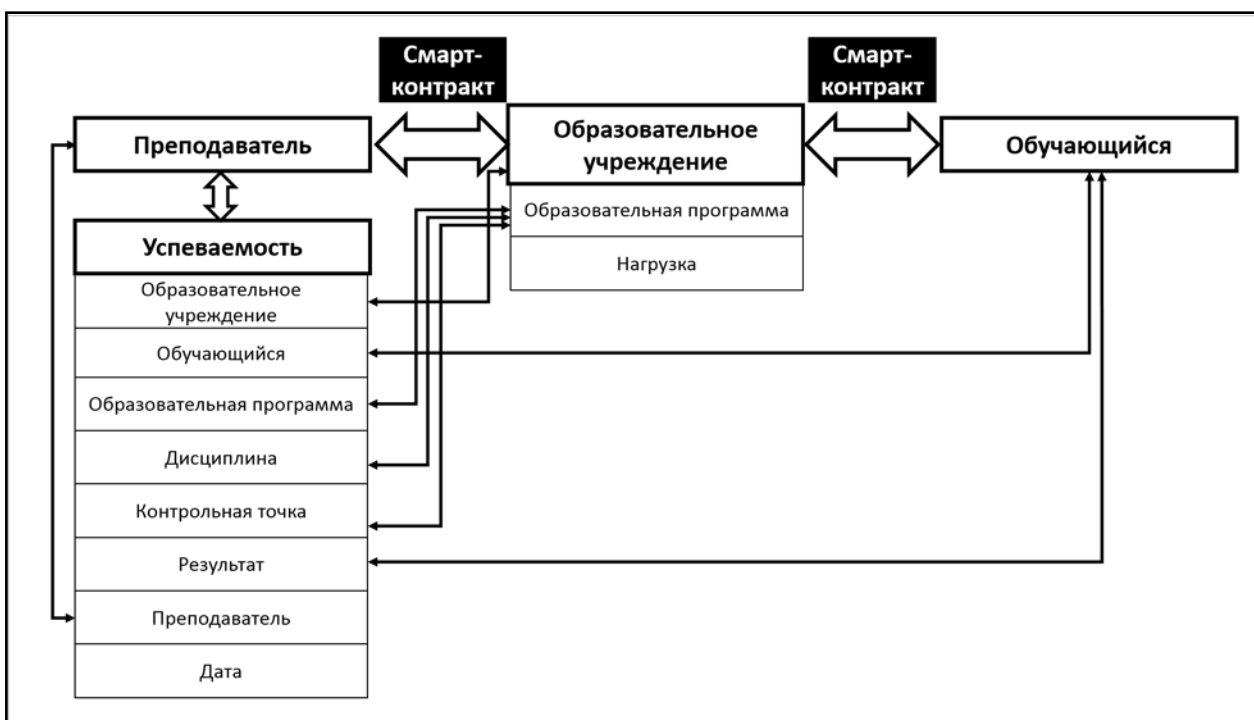 Смарт-
контракт
Смарт-
контракт
Преподаватель
Образовательное
учреждение
Обучающийся
Образовательная программа
Нагрузка
Успеваемость
Образовательное
учреждение
Обучающийся
Образовательная программа
Дисциплина
Контрольная точка
Результат
Преподаватель
Дата